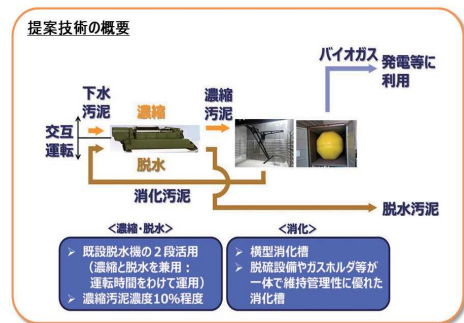 提案技術の概要
バイオガス
発電等に
利用
下水
汚泥
濃縮
濃縮
汚泥
交互
運転
脱水
消化汚泥
脱水汚泥
<濃縮・脱水>
➢ 既設脱水機の2段活用
(濃縮と脱水を兼用:
運転時間をわけて運用)
➢ 濃縮汚泥濃度10%程度
<消化>
➢ 横型消化槽
➢ 脱硫設備やガスホルダ等が
一体で維持管理性に優れた
消化槽